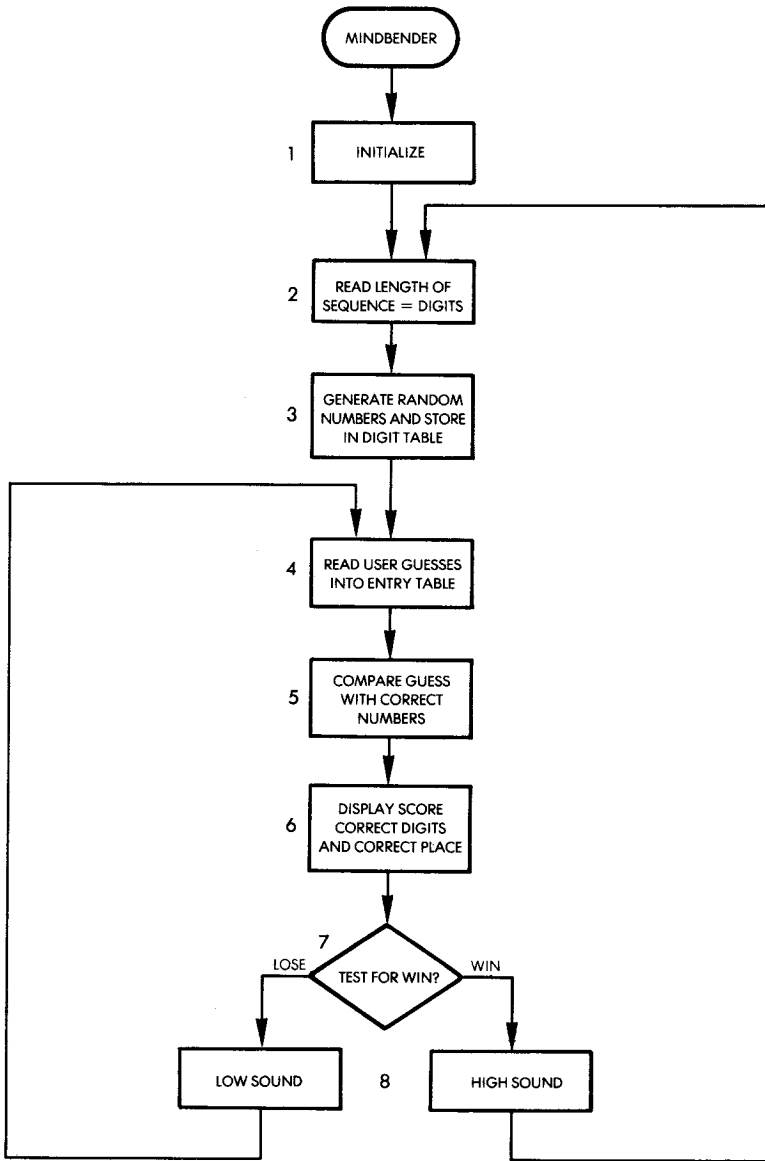 MINDBENDER
1
INITIALIZE
2
READ LENGTH OF
SEQUENCE = DIGITS
3
GENERATE RANDOM
NUMBERS AND STORE
IN DIGIT TABLE
4
READ USER GUESSES
INTO ENTRY TABLE
5
COMPARE GUESS
WITH CORRECT
NUMBERS
6
DISPLAY SCORE
CORRECT DIGITS
AND CORRECT PLACE
7
LOSE
TEST FOR WIN?
WIN
LOW SOUND
8
HIGH SOUND